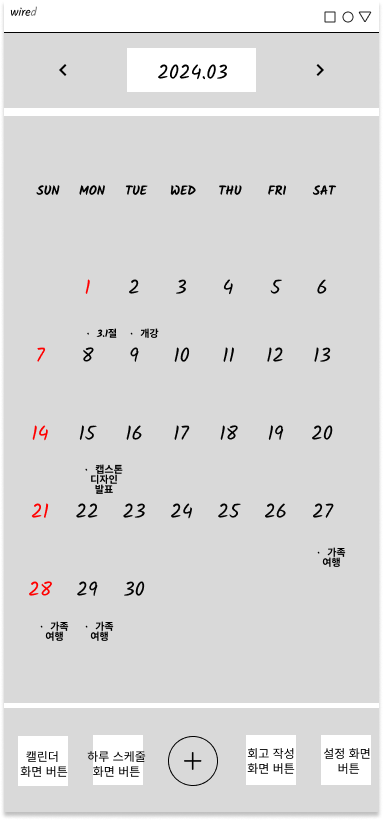 wired
2024.03
SUN MON TUE WED THU FRI SAT
1 2 3 4 5 6
· 3.1절 · 개강
7 8 9 10 11 12 13
14 15 16 17 18 19 20
· 캡스톤
디자인
발표
21 22 23 24 25 26 27
· 가족
여행
28 29 30
· 가족 · 가족
여행 여행
캘린더 하루 스케줄 회고 작성 설정 화면
화면 버튼 화면 버튼 화면 버튼 버튼